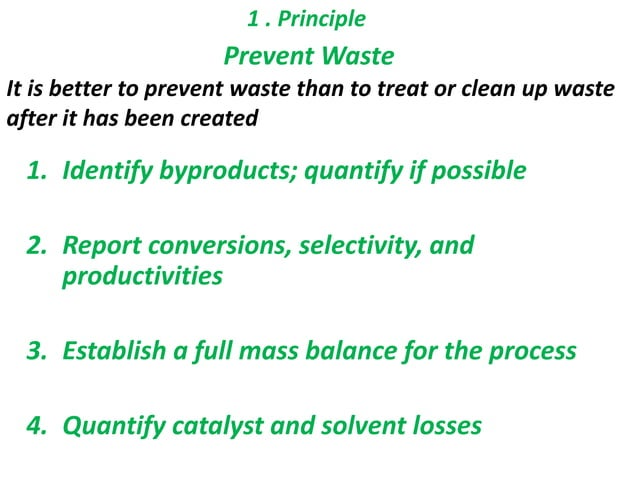 1 . Principle
Prevent Waste
It is better to prevent waste than to treat or clean up waste
after it has been created
1. Identify byproducts; quantify if possible
2. Report conversions, selectivity, and
productivities
3. Establish a full mass balance for the process
4. Quantify catalyst and solvent losses